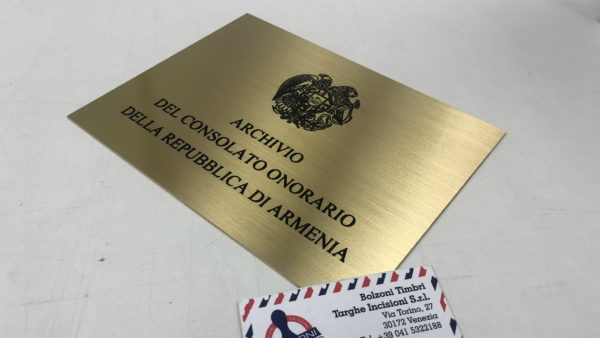 ARCHIVIO
DEL CONSOLATO ONORARIO
DELLA REPUBBLICA DI ARMENIA
Bolzoni Timbri
Targhe Incisioni S.r.l.
Via Torino, 27
30172 Venezia
+39 041 5322188